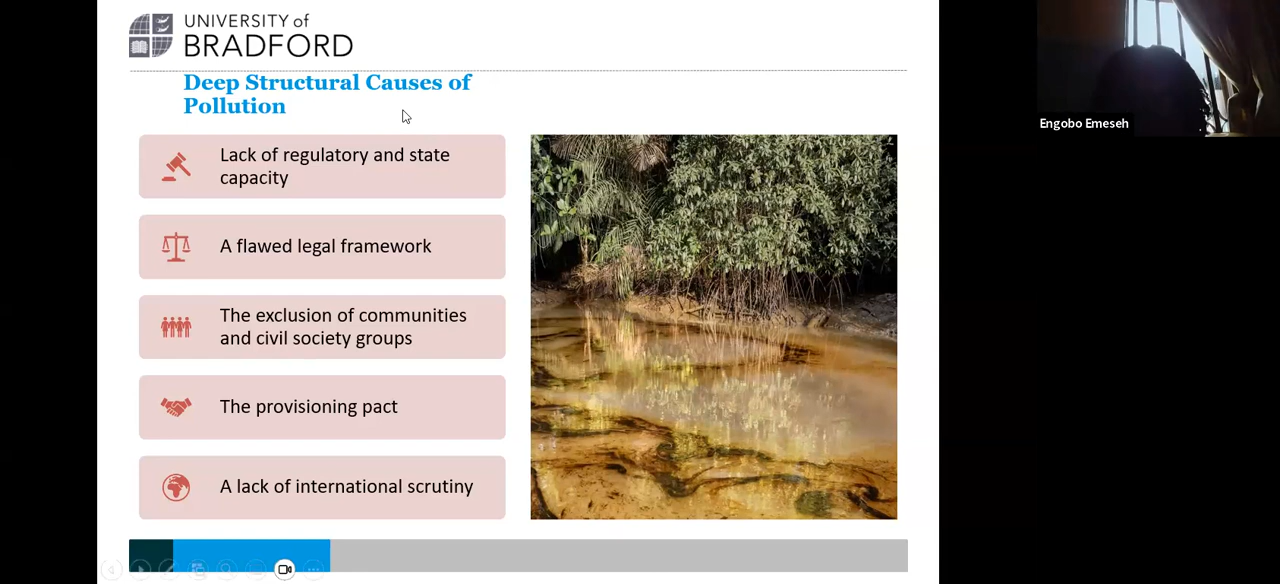 UNIVERSITY of
BRADFORD
Deep Structural Causes of
Pollution
Lack of regulatory and state
capacity
A flawed legal framework
The exclusion of communities
and civil society groups
The provisioning pact
A lack of international scrutiny
Engobo Emeseh